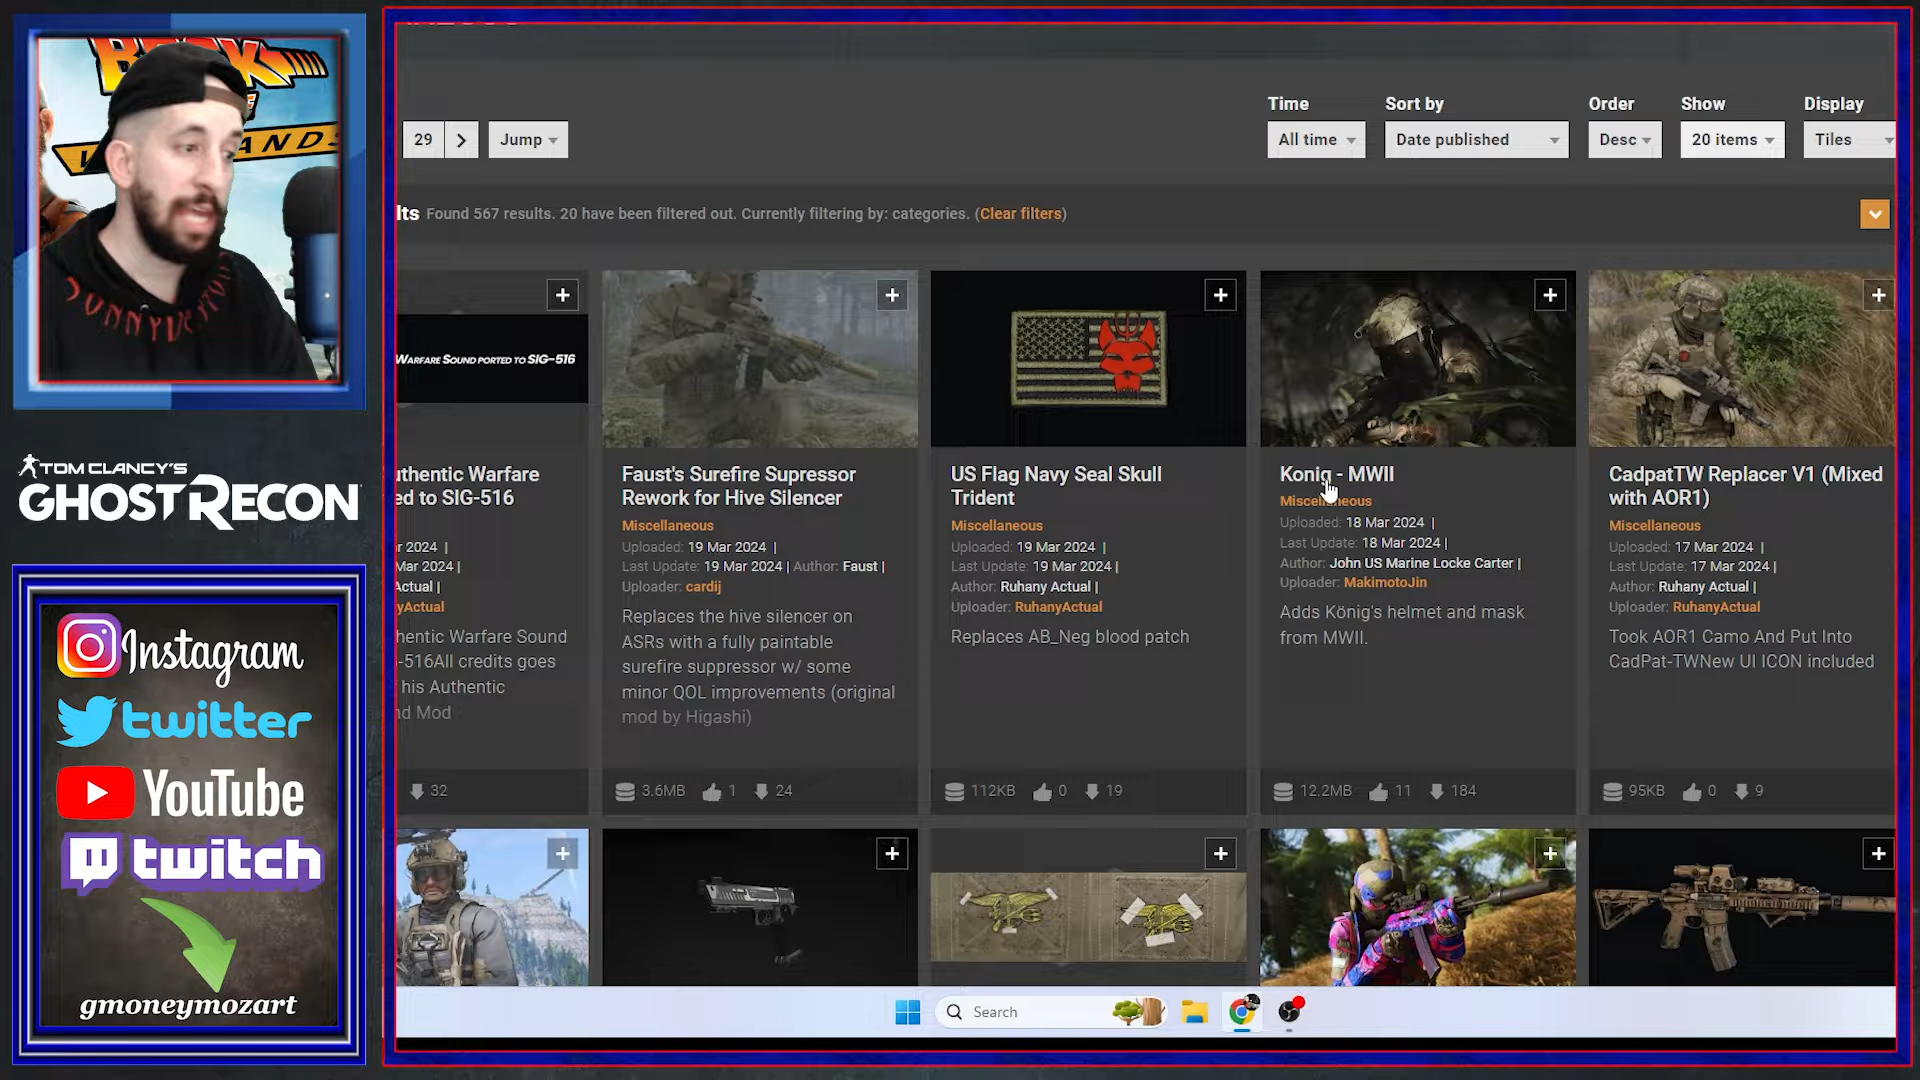 WILDLANDS
SUNNYVALE
TOM CLANCY'S
GHOST RECON
Instagram
twitter
YouTube
twitch
gmoneymozart
Time
Sort by
Order
Show
Display
29
Jump
All time
Date published
Desc
20 items
Tiles
lts Found 567 results. 20 have been filtered out. Currently filtering by: categories. (Clear filters)
WARFARE SOUND PORTED TO SIG-516
uthentic Warfare
ed to SIG-516
r 2024 |
Mar 2024 |
Actual |
yActual
hentic Warfare Sound
-516All credits goes
his Authentic
nd Mod
32
Faust's Surefire Supressor
Rework for Hive Silencer
Miscellaneous
Uploaded: 19 Mar 2024 |
Last Update: 19 Mar 2024 | Author: Faust |
Uploader: cardij
Replaces the hive silencer on
ASRs with a fully paintable
surefire suppressor w/ some
minor QOL improvements (original
mod by Higashi)
3.6MB 1 24
US Flag Navy Seal Skull
Trident
Miscellaneous
Uploaded: 19 Mar 2024 |
Last Update: 19 Mar 2024 |
Author: Ruhany Actual |
Uploader: RuhanyActual
Replaces AB_Neg blood patch
112KB 0 19
Konig - MWII
Miscellaneous
Uploaded: 18 Mar 2024 |
Last Update: 18 Mar 2024 |
Author: John US Marine Locke Carter |
Uploader: MakimotoJin
Adds König's helmet and mask
from MWII.
12.2MB 11 184
CadpatTW Replacer V1 (Mixed
with AOR1)
Miscellaneous
Uploaded: 17 Mar 2024 |
Last Update: 17 Mar 2024 |
Author: Ruhany Actual |
Uploader: RuhanyActual
Took AOR1 Camo And Put Into
CadPat-TWNew UI ICON included
95KB 0 9
Search